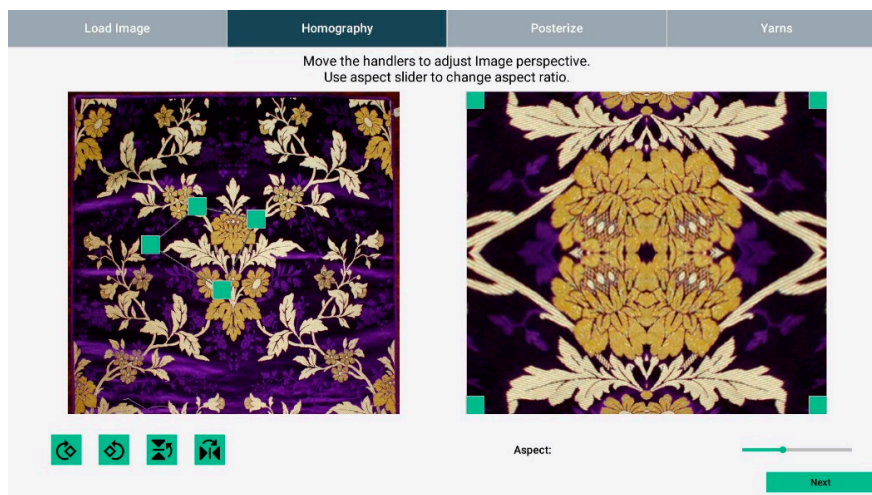 Load Image
Homography
Posterize
Yarns
Move the handlers to adjust Image perspective.
Use aspect slider to change aspect ratio.
Aspect:
Next